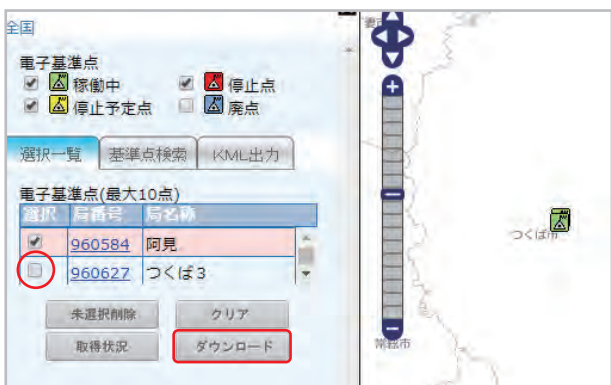 全国
電子基準点
稼働中 停止点
停止予定点 廃点
選択一覧 基準点検索 KML出力
電子基準点(最大10点)
選択 局番号 局名称
960584 阿見
960627 つくば3
未選択削除 クリア
取得状況 ダウンロード
つくば市
常総市